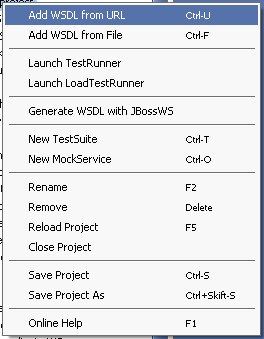 Add WSDL from URL Ctrl-U
Add WSDL from File Ctrl-F
Launch TestRunner
Launch LoadTestRunner
Generate WSDL with JBossWS
New TestSuite Ctrl-T
New MockService Ctrl-O
Rename F2
Remove Delete
Reload Project F5
Close Project
Save Project Ctrl-S
Save Project As Ctrl+Skift-S
Online Help F1